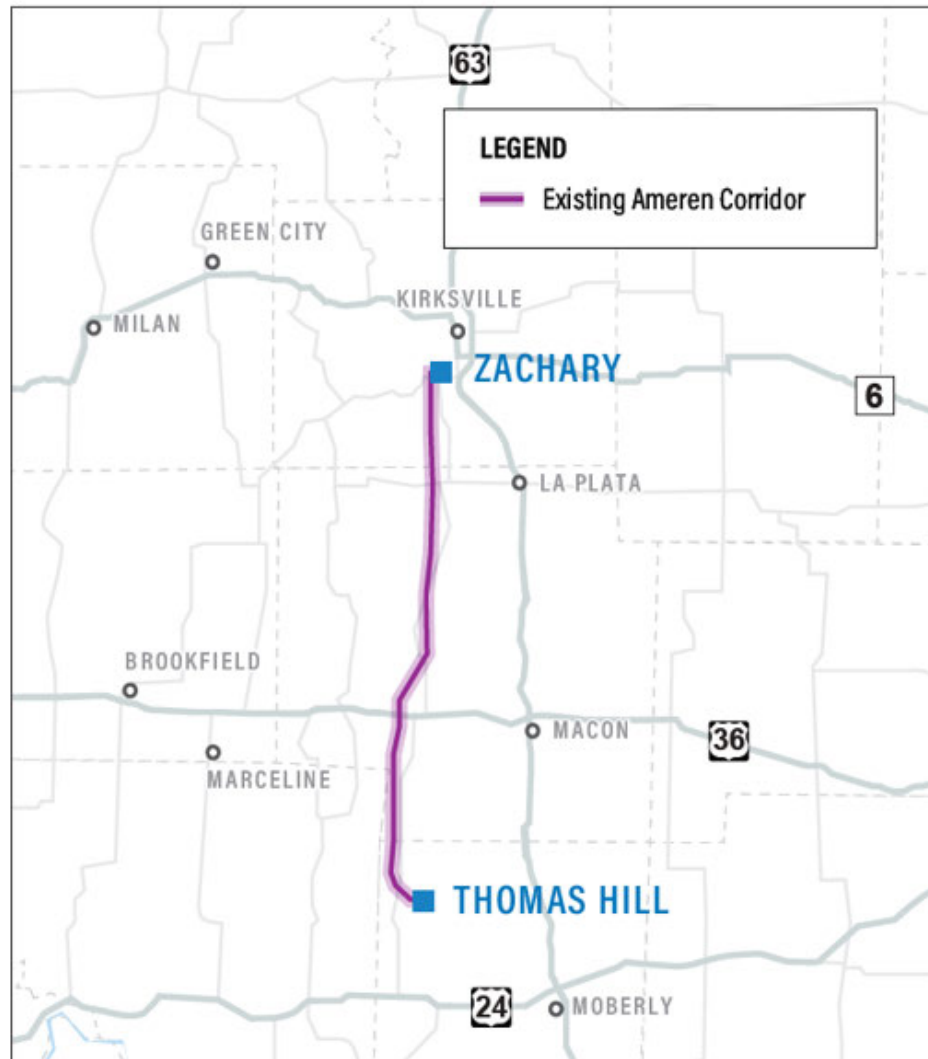 63
LEGEND
Existing Ameren Corridor
GREEN CITY
KIRKSVILLE
MILAN
ZACHARY
6
LA PLATA
BROOKFIELD
MACON
36
MARCELINE
THOMAS HILL
24
MOBERLY